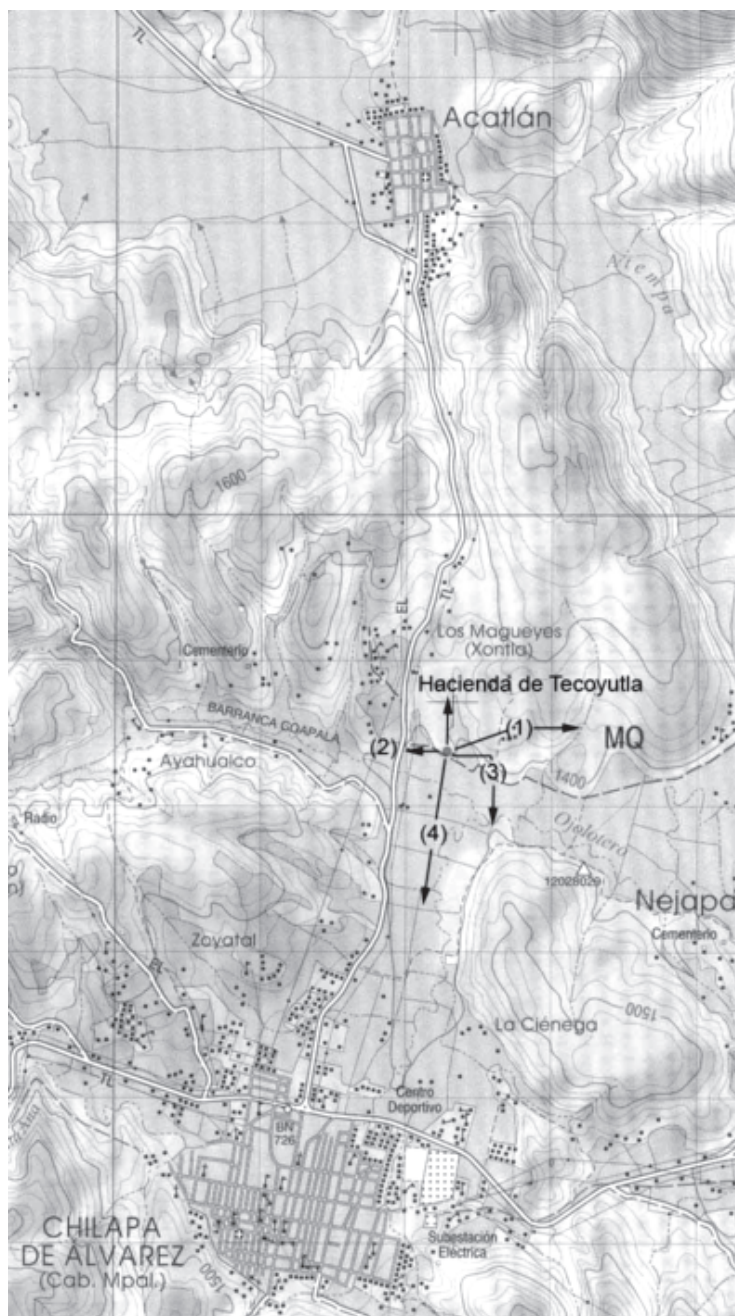 TL
Acatlán
Atempa
1600
EL
TL
Los Magueyes
(Xontla)
Cementerio
Hacienda de Tecoyutla
BARRANCA COAPALA
(1)
(2)
MQ
Ayahualco
(3)
1400
Radio
Ojolotero
(4)
12028029
Nejapa
Cementerio
Zoyatal
1500
La Ciénega
TL
Centro
Deportivo
BN
726
CHILAPA
DE ÁLVAREZ
(Cab. Mpal.)
1500
Subestación
Eléctrica